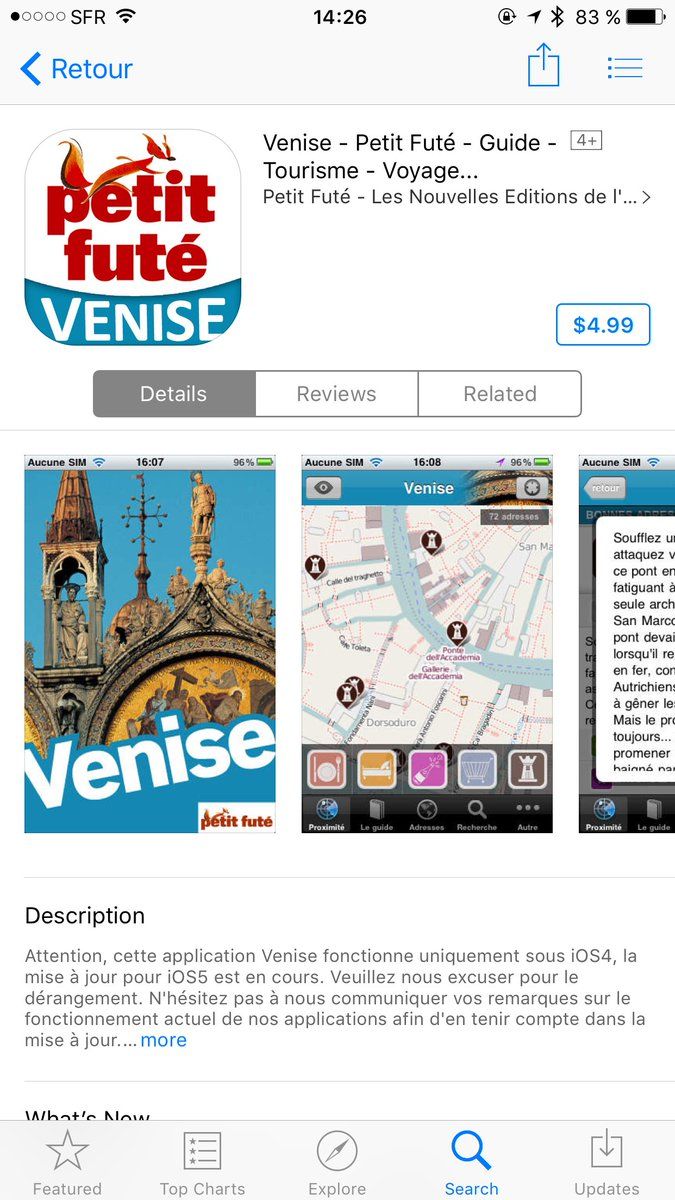 SFR 14:26 83 %
Retour
petit
futé
VENISE
Venise - Petit Futé - Guide - 4+
Tourisme - Voyage...
Petit Futé - Les Nouvelles Editions de l'...
$4.99
Details Reviews Related
Aucune SIM 16:07 96%
Venise
petit futé
Aucune SIM 16:08 96%
Venise
72 adresses
San Ma
Calle del traghetto
Calle Toleta
Ponte
dell'Accademia
Gallerie
dell'Accademia
Fondamenta Nani
Dorsoduro
Ca' Bragadin
Proximité Le guide Adresses Recherche Autre
Aucune SIM
retour
BONNES ADRESSES
Soufflez un
attaquez v
ce pont en
fatiguant à
seule arch
San Marco
pont devai
lorsqu'il re
en fer, con
Autrichiens
à gêner les
Mais le pro
toujours...
promener
baigné par
Proximité Le guide
Description
Attention, cette application Venise fonctionne uniquement sous iOS4, la
mise à jour pour iOS5 est en cours. Veuillez nous excuser pour le
dérangement. N'hésitez pas à nous communiquer vos remarques sur le
fonctionnement actuel de nos applications afin d'en tenir compte dans la
mise à jour.... more
What's New
Featured Top Charts Explore Search Updates